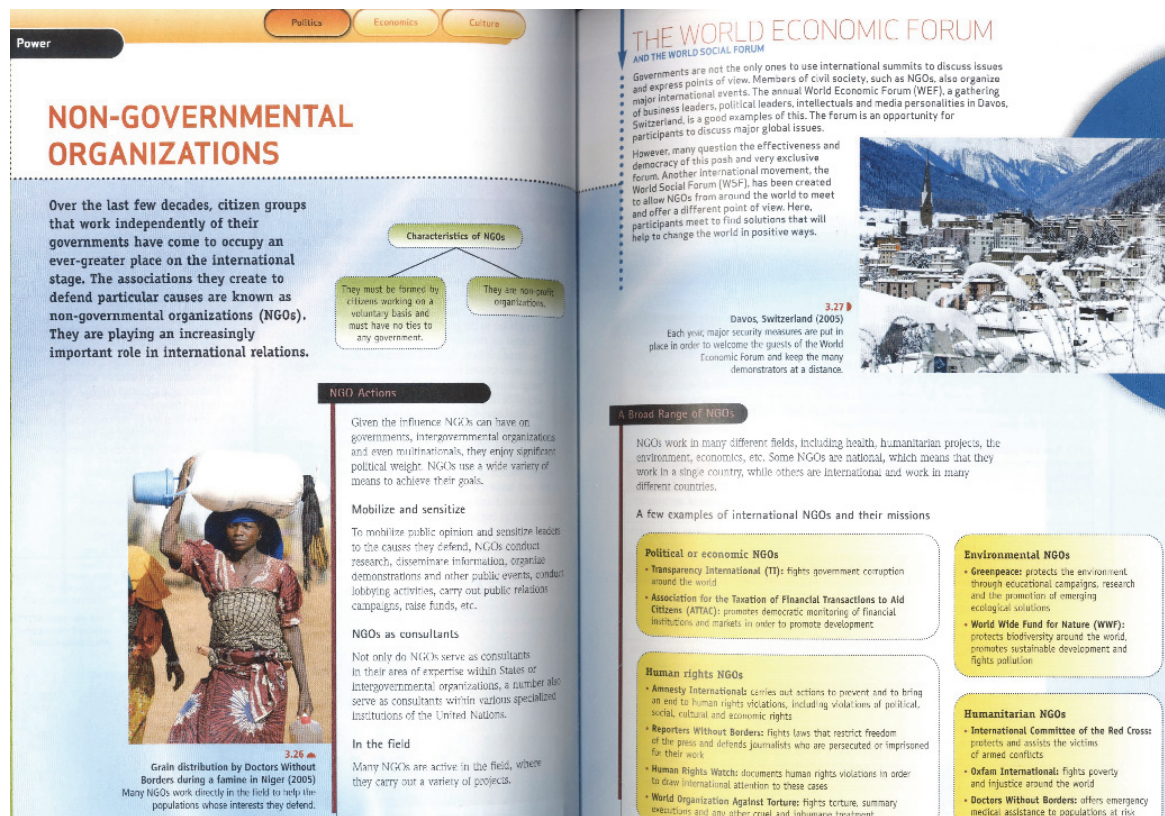 Politics
Economics
Culture
Power
NON-GOVERNMENTAL
ORGANIZATIONS
Over the last few decades, citizen groups
that work independently of their
governments have come to occupy an
ever-greater place on the international
stage. The associations they create to
defend particular causes are known as
non-governmental organizations (NGOs).
They are playing an increasingly
important role in international relations.
Characteristics of NGOs
They must be formed by
citizens working on a
voluntary basis and
must have no ties to
any government.
They are non-profit
organizations.
NGO Actions
Given the influence NGOs can have on
governments, intergovernmental organizations
and even multinationals, they enjoy significant
political weight. NGOs use a wide variety of
means to achieve their goals.
Mobilize and sensitize
To mobilize public opinion and sensitize leaders
to the causes they defend, NGOs conduct
research, disseminate information, organize
demonstrations and other public events, conduct
lobbying activities, carry out public relations
campaigns, raise funds, etc.
NGOs as consultants
Not only do NGOs serve as consultants
in their area of expertise within States or
intergovernmental organizations, a number also
serve as consultants within various specialized
institutions of the United Nations.
In the field
Many NGOs are active in the field, where
they carry out a variety of projects.
3.26
Grain distribution by Doctors Without
Borders during a famine in Niger (2005)
Many NGOs work directly in the field to help the
populations whose interests they defend.
THE WORLD ECONOMIC FORUM
AND THE WORLD SOCIAL FORUM
Governments are not the only ones to use international summits to discuss issues
and express points of view. Members of civil society, such as NGOs, also organize
major international events. The annual World Economic Forum (WEF), a gathering
of business leaders, political leaders, intellectuals and media personalities in Davos,
Switzerland, is a good examples of this. The forum is an opportunity for
participants to discuss major global issues.
However, many question the effectiveness and
democracy of this posh and very exclusive
forum. Another international movement, the
World Social Forum (WSF), has been created
to allow NGOs from around the world to meet
and offer a different point of view. Here,
participants meet to find solutions that will
help to change the world in positive ways.
3.27
Davos, Switzerland (2005)
Each year, major security measures are put in
place in order to welcome the guests of the World
Economic Forum and keep the many
demonstrators at a distance.
A Broad Range of NGOs
NGOs work in many different fields, including health, humanitarian projects, the
environment, economics, etc. Some NGOs are national, which means that they
work in a single country, while others are international and work in many
different countries.
A few examples of international NGOs and their missions
Political or economic NGOs
• Transparency International (TI): fights government corruption
around the world
• Association for the Taxation of Financial Transactions to Aid
Citizens (ATTAC): promotes democratic monitoring of financial
institutions and markets in order to promote development
Human rights NGOs
• Amnesty International: carries out actions to prevent and to bring
an end to human rights violations, including violations of political,
social, cultural and economic rights
• Reporters Without Borders: fights laws that restrict freedom
of the press and defends journalists who are persecuted or imprisoned
for their work
• Human Rights Watch: documents human rights violations in order
to draw international attention to these cases
• World Organization Against Torture: fights torture, summary
executions and any other cruel and inhumane treatment
Environmental NGOs
• Greenpeace: protects the environment
through educational campaigns, research
and the promotion of emerging
ecological solutions
• World Wide Fund for Nature (WWF):
protects biodiversity around the world,
promotes sustainable development and
fights pollution
Humanitarian NGOs
• International Committee of the Red Cross:
protects and assists the victims
of armed conflicts
• Oxfam International: fights poverty
and injustice around the world
• Doctors Without Borders: offers emergency
medical assistance to populations at risk